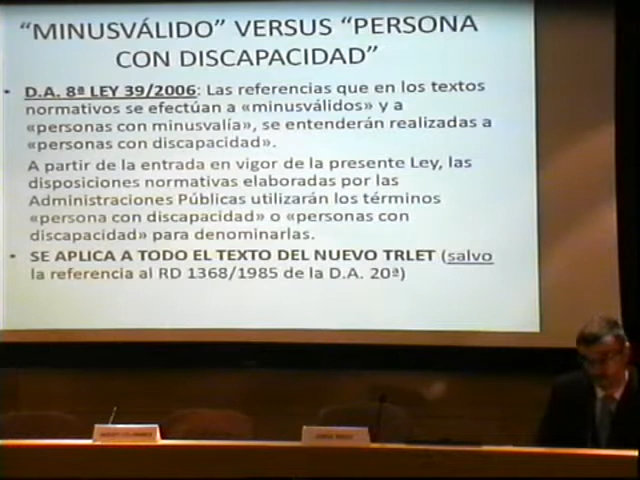 “MINUSVÁLIDO” VERSUS “PERSONA
CON DISCAPACIDAD”
• D.A. 8ª LEY 39/2006: Las referencias que en los textos
normativos se efectúan a «minusválidos» y a
«personas con minusvalía», se entenderán realizadas a
«personas con discapacidad».
A partir de la entrada en vigor de la presente Ley, las
disposiciones normativas elaboradas por las
Administraciones Públicas utilizarán los términos
«persona con discapacidad» o «personas con
discapacidad» para denominarlas.
• SE APLICA A TODO EL TEXTO DEL NUEVO TRLET (salvo
la referencia al RD 1368/1985 de la D.A. 20ª)